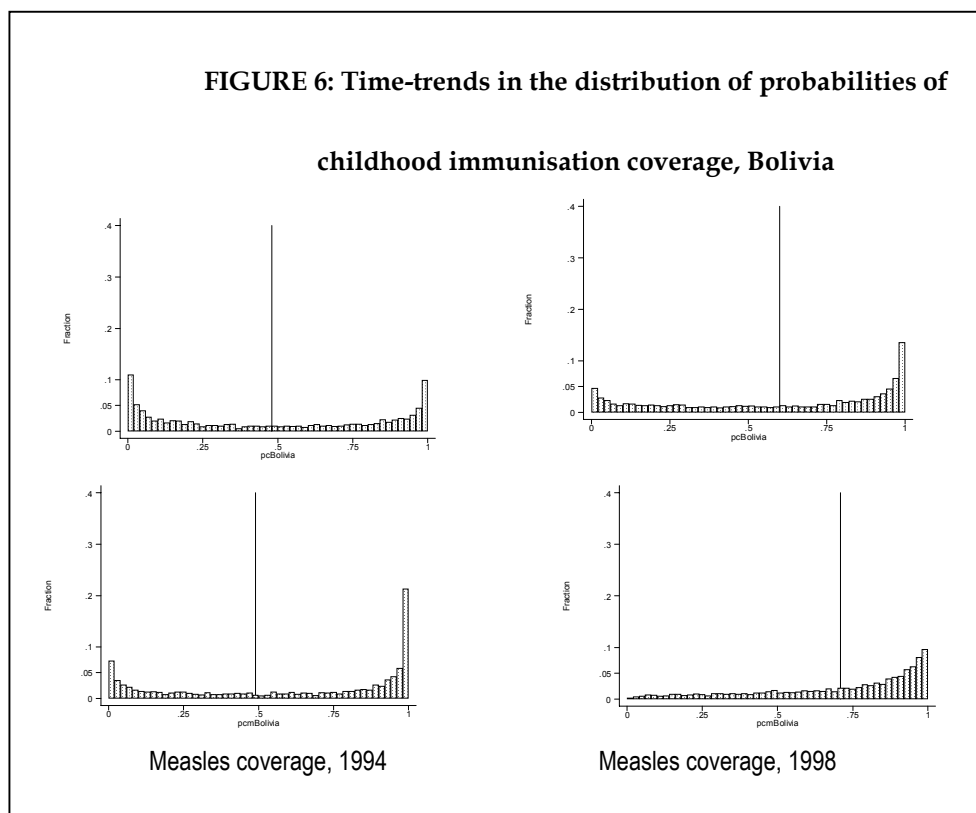 FIGURE 6: Time-trends in the distribution of probabilities of
childhood immunisation coverage, Bolivia
Fraction
.4
.3
.2
.1
.05
0
0 .25 .5 .75 1
pcBolivia
Fraction
.4
.3
.2
.1
.05
0
0 .25 .5 .75 1
pcBolivia
Fraction
.4
.3
.2
.1
.05
0
0 .25 .5 .75 1
pcmBolivia
Fraction
.4
.3
.2
.1
.05
0
0 .25 .5 .75 1
pcmBolivia
Measles coverage, 1994
Measles coverage, 1998